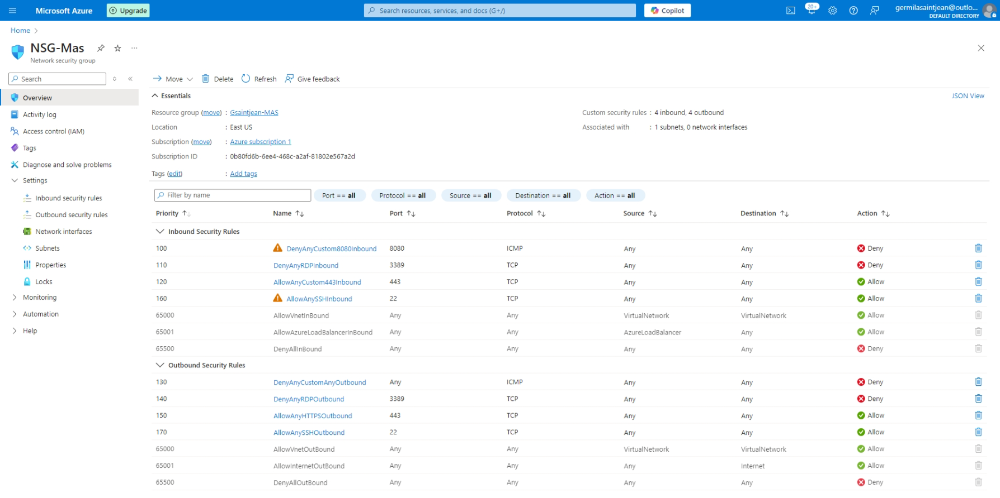 Microsoft Azure Upgrade Search resources, services, and docs (G+/) Copilot 20+ germilasaintjean@outlo...
DEFAULT DIRECTORY
Home
NSG-Mas
Network security group
Search
Overview
Activity log
Access control (IAM)
Tags
Diagnose and solve problems
Settings
Inbound security rules
Outbound security rules
Network interfaces
Subnets
Properties
Locks
Monitoring
Automation
Help
Move Delete Refresh Give feedback
Essentials JSON View
Resource group (move) : Gsaintjean-MAS
Location : East US
Subscription (move) : Azure subscription 1
Subscription ID : 0b80fd6b-6ee4-468c-a2af-81802e567a2d
Tags (edit) : Add tags
Custom security rules : 4 inbound, 4 outbound
Associated with : 1 subnets, 0 network interfaces
Filter by name Port == all Protocol == all Source == all Destination == all Action == all
Priority Name Port Protocol Source Destination Action
Inbound Security Rules
100 DenyAnyCustom8080Inbound 8080 ICMP Any Any Deny
110 DenyAnyRDPInbound 3389 TCP Any Any Deny
120 AllowAnyCustom443Inbound 443 TCP Any Any Allow
160 AllowAnySSHInbound 22 TCP Any Any Allow
65000 AllowVnetInBound Any Any VirtualNetwork VirtualNetwork Allow
65001 AllowAzureLoadBalancerInBound Any Any AzureLoadBalancer Any Allow
65500 DenyAllInBound Any Any Any Any Deny
Outbound Security Rules
130 DenyAnyCustomAnyOutbound Any ICMP Any Any Deny
140 DenyAnyRDPOutbound 3389 TCP Any Any Deny
150 AllowAnyHTTPSOutbound 443 TCP Any Any Allow
170 AllowAnySSHOutbound 22 TCP Any Any Allow
65000 AllowVnetOutBound Any Any VirtualNetwork VirtualNetwork Allow
65001 AllowInternetOutBound Any Any Any Internet Allow
65500 DenyAllOutBound Any Any Any Any Deny